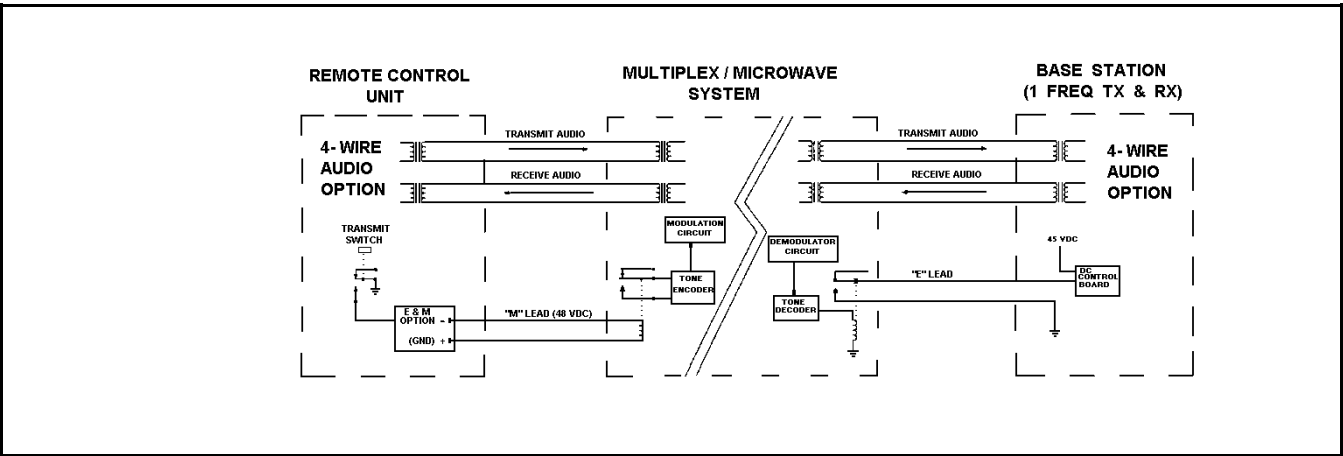 REMOTE CONTROL
UNIT
MULTIPLEX / MICROWAVE
SYSTEM
BASE STATION
(1 FREQ TX & RX)
4- WIRE
AUDIO
OPTION
TRANSMIT AUDIO
RECEIVE AUDIO
TRANSMIT
SWITCH
E & M
OPTION -
(GND) +
"M" LEAD (48 VDC)
MODULATION
CIRCUIT
TONE
ENCODER
DEMODULATOR
CIRCUIT
TONE
DECODER
TRANSMIT AUDIO
RECEIVE AUDIO
"E" LEAD
4- WIRE
AUDIO
OPTION
45 VDC
DC
CONTROL
BOARD